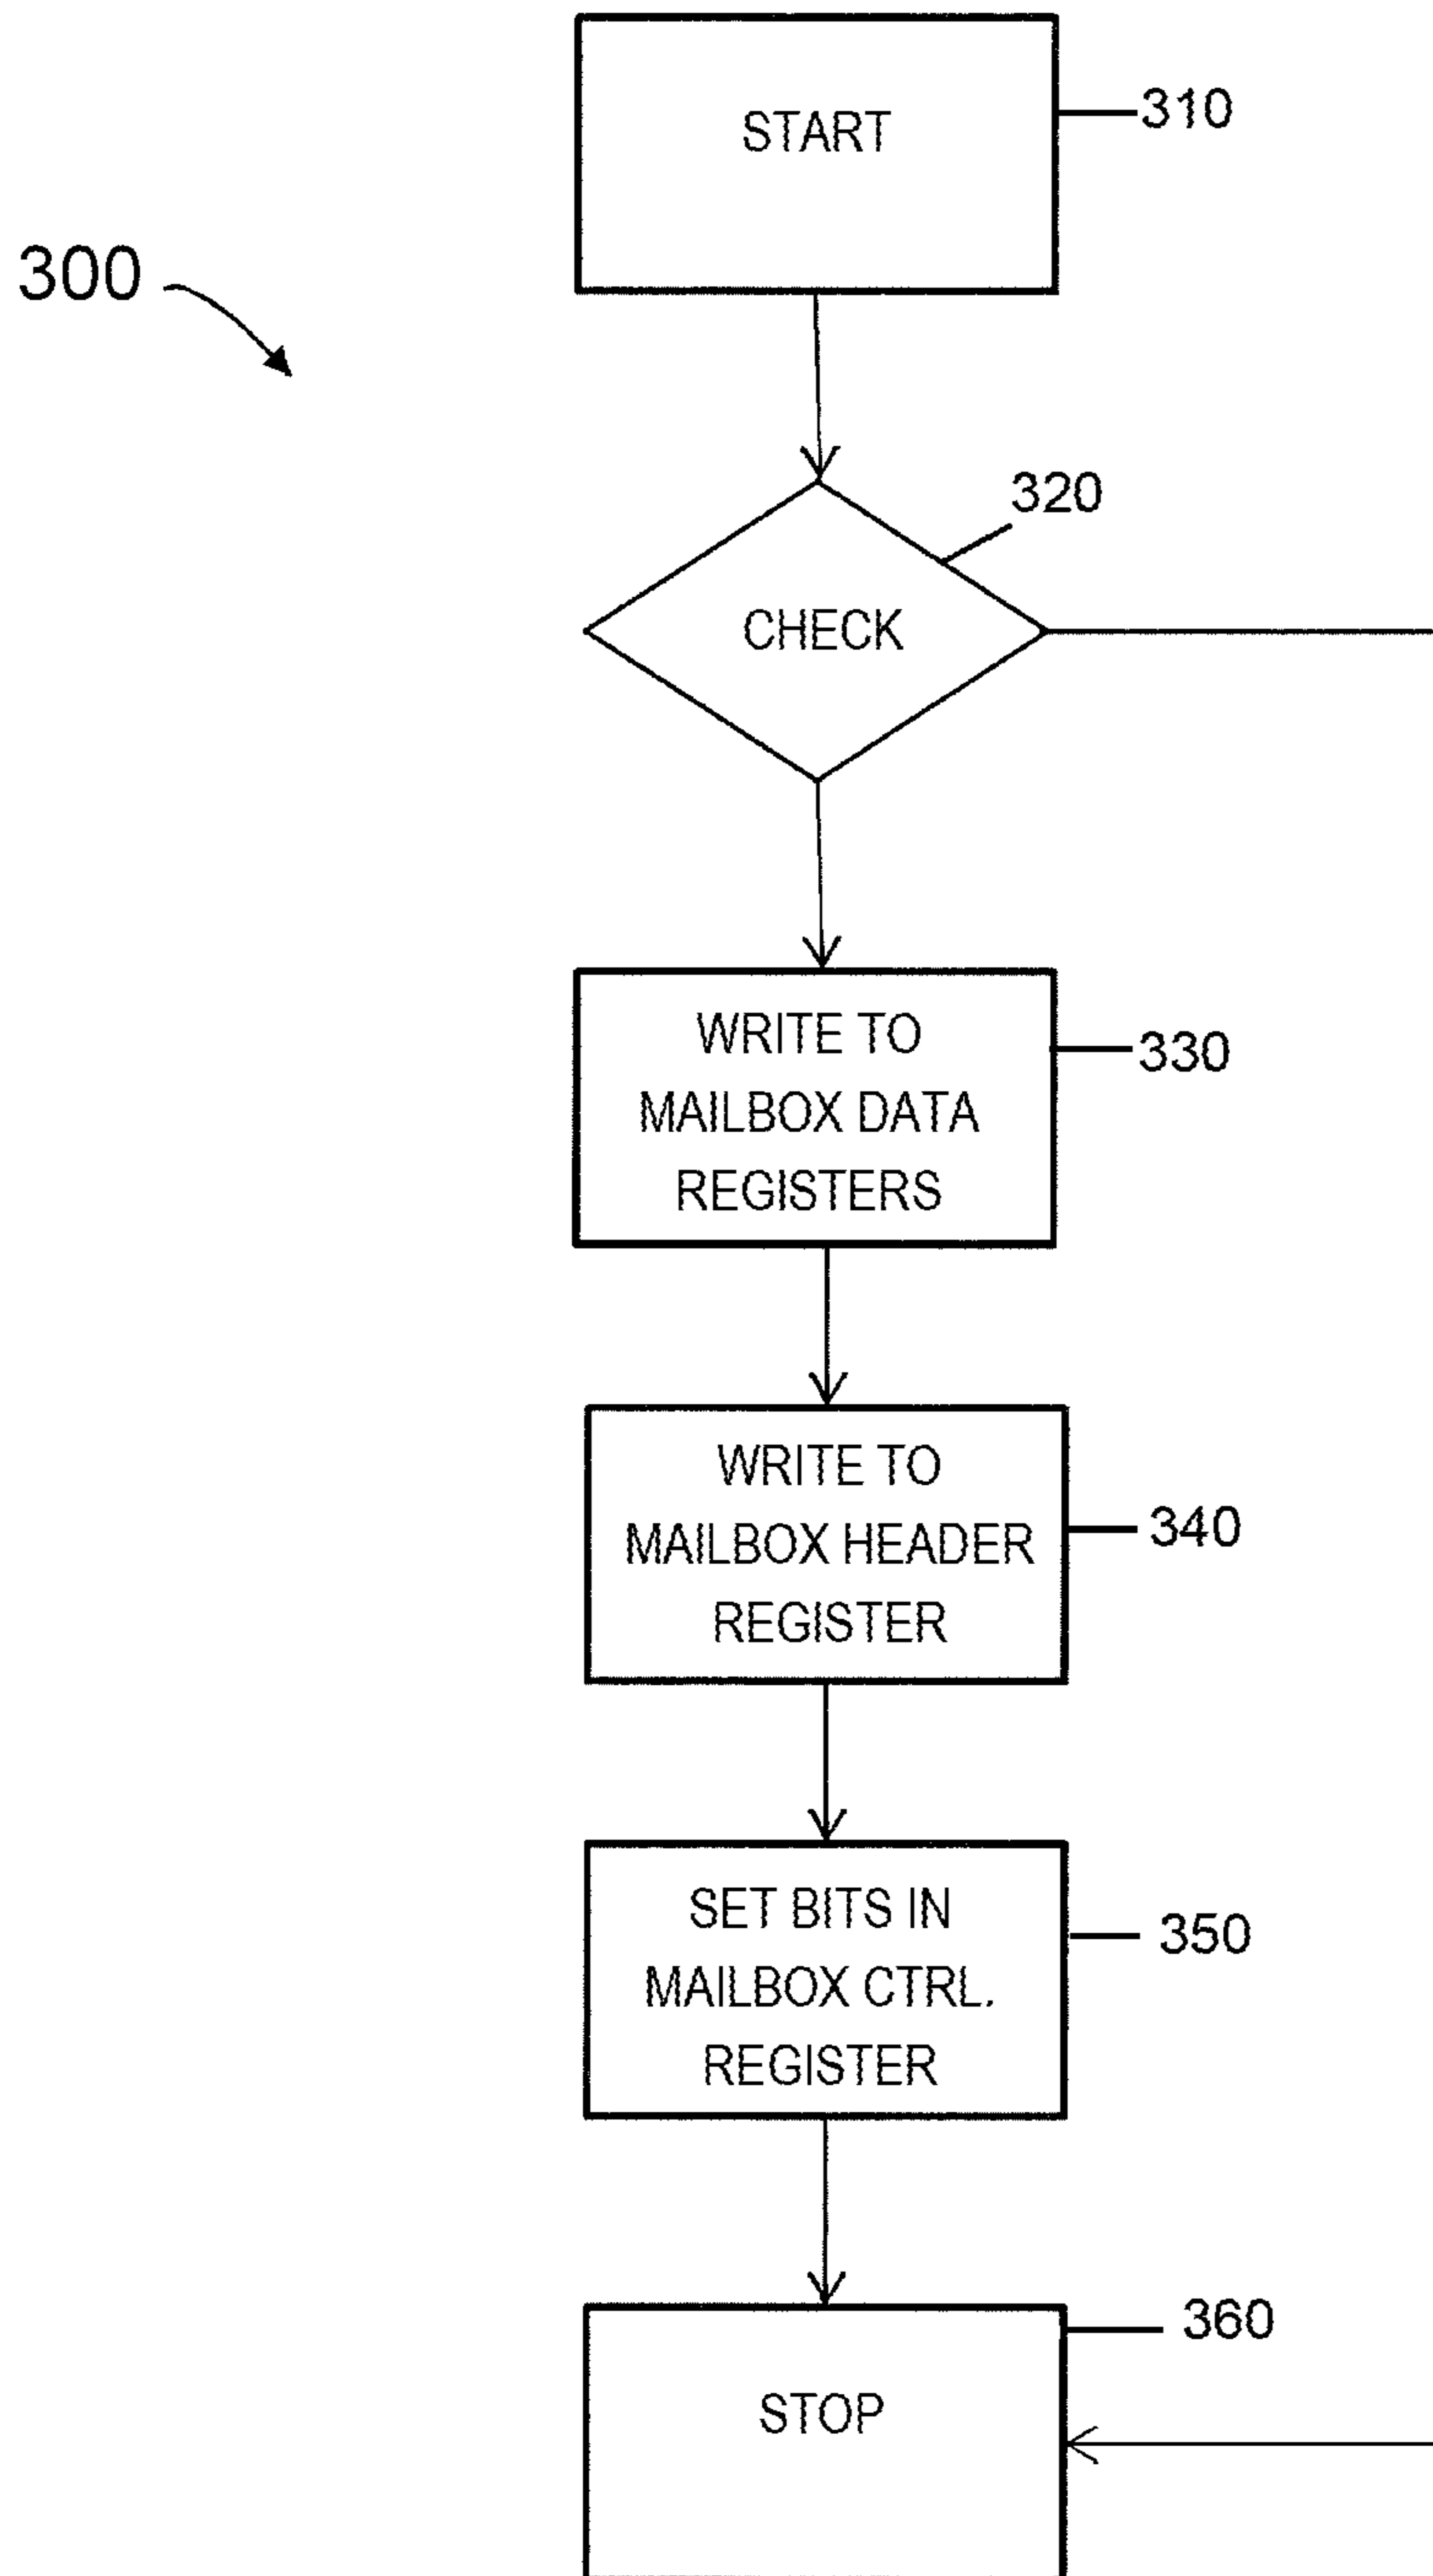 START
310
300
320
CHECK
WRITE TO
MAILBOX DATA
REGISTERS
330
WRITE TO
MAILBOX HEADER
REGISTER
340
SET BITS IN
MAILBOX CTRL.
REGISTER
350
360
STOP